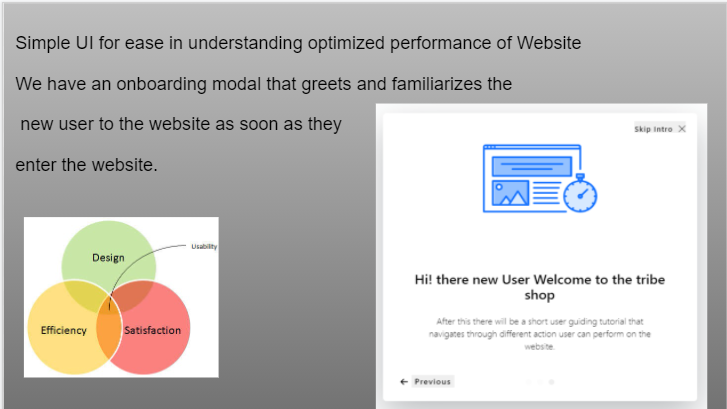 Simple UI for ease in understanding optimized performance of Website
We have an onboarding modal that greets and familiarizes the
new user to the website as soon as they
enter the website.
Skip Intro
Hi! there new User Welcome to the tribe
shop
After this there will be a short user guiding tutorial that
navigates through different action user can perform on the
website.
Previous
Usability
Design
Efficiency
Satisfaction